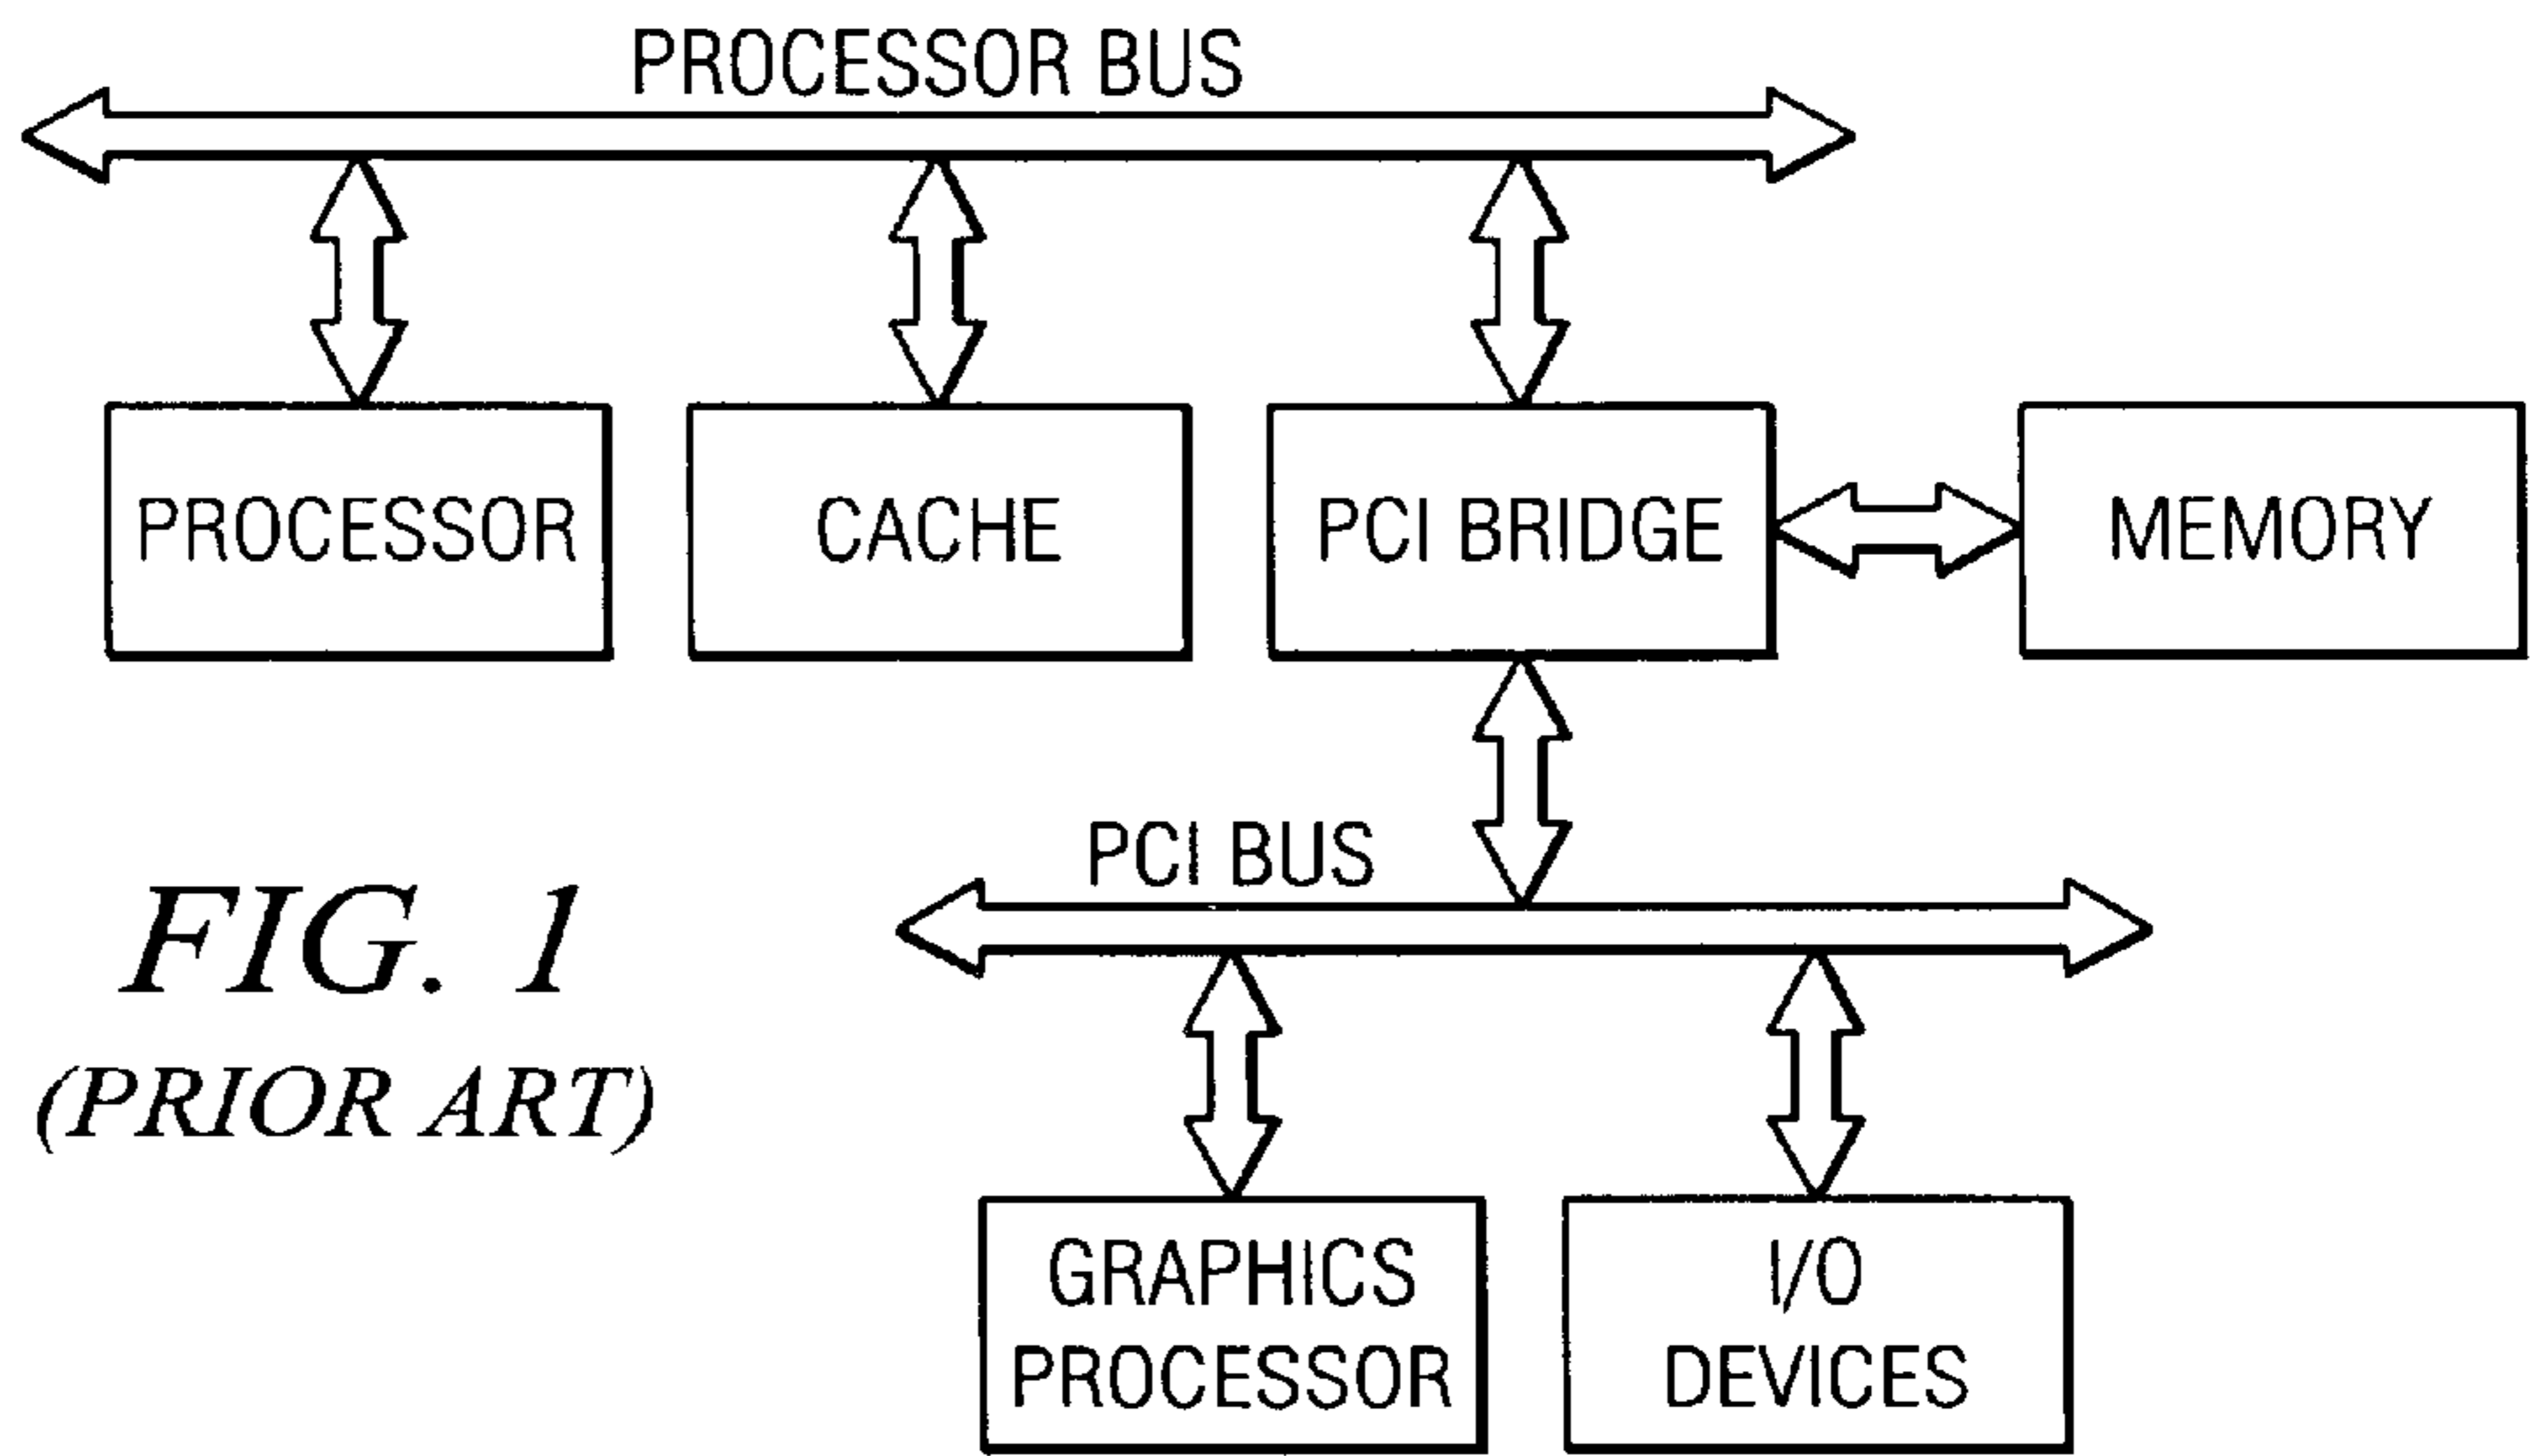 PROCESSOR BUS
PROCESSOR
CACHE
PCI BRIDGE
MEMORY
PCI BUS
FIG. 1
(PRIOR ART)
GRAPHICS
PROCESSOR
I/O
DEVICES